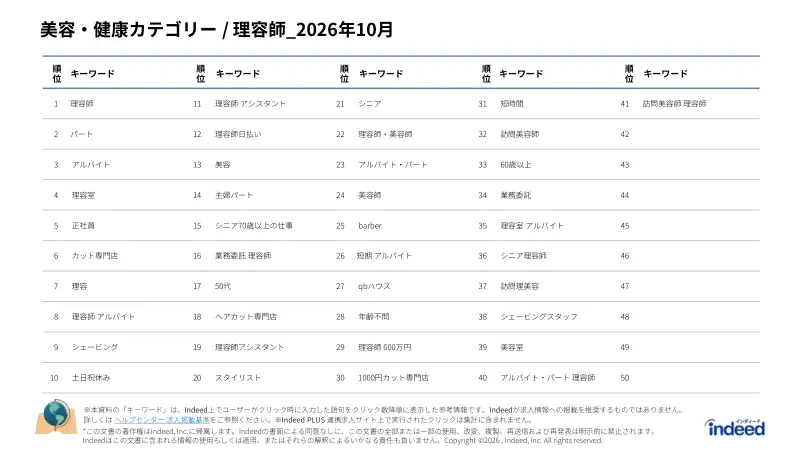 美容・健康カテゴリー / 理容師_2026年10月
順位 キーワード 順位 キーワード 順位 キーワード 順位 キーワード 順位 キーワード
1 理容師 11 理容師 アシスタント 21 シニア 31 短時間 41 訪問美容師 理容師
2 パート 12 理容師日払い 22 理容師・美容師 32 訪問美容師 42
3 アルバイト 13 美容 23 アルバイト・パート 33 60歳以上 43
4 理容室 14 主婦パート 24 美容師 34 業務委託 44
5 正社員 15 シニア70歳以上の仕事 25 barber 35 理容室 アルバイト 45
6 カット専門店 16 業務委託 理容師 26 短期 アルバイト 36 シニア理容師 46
7 理容 17 50代 27 qbハウス 37 訪問理美容 47
8 理容師 アルバイト 18 ヘアカット専門店 28 年齢不問 38 シェービングスタッフ 48
9 シェービング 19 理容師アシスタント 29 理容師 600万円 39 美容室 49
10 土日祝休み 20 スタイリスト 30 1000円カット専門店 40 アルバイト・パート 理容師 50
※本資料の「キーワード」は、Indeed上でユーザーがクリック時に入力した語句をクリック数降順に表示した参考情報です。Indeedが求人情報への掲載を推奨するものではありません。
詳しくは ヘルプセンター 求人掲載基準をご参照ください。※Indeed PLUS 連携求人サイト上で実行されたクリックは集計に含まれません。
*この文書の著作権はIndeed, Inc.に帰属します。Indeedの書面による同意なしに、この文書の全部または一部の使用、改変、複製、再送信および再発表は明示的に禁止されます。
Indeedはこの文書に含まれる情報の使用もしくは適用、またはそれらの解釈によるいかなる責任も負いません。Copyright ©2026 , Indeed, Inc. All rights reserved.
インディード
indeed